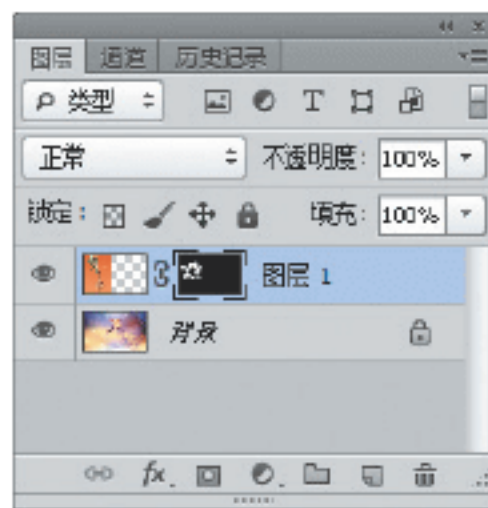 图层 通道 历史记录
类型
正常 不透明度: 100%
锁定: 填充: 100%
图层 1
背景